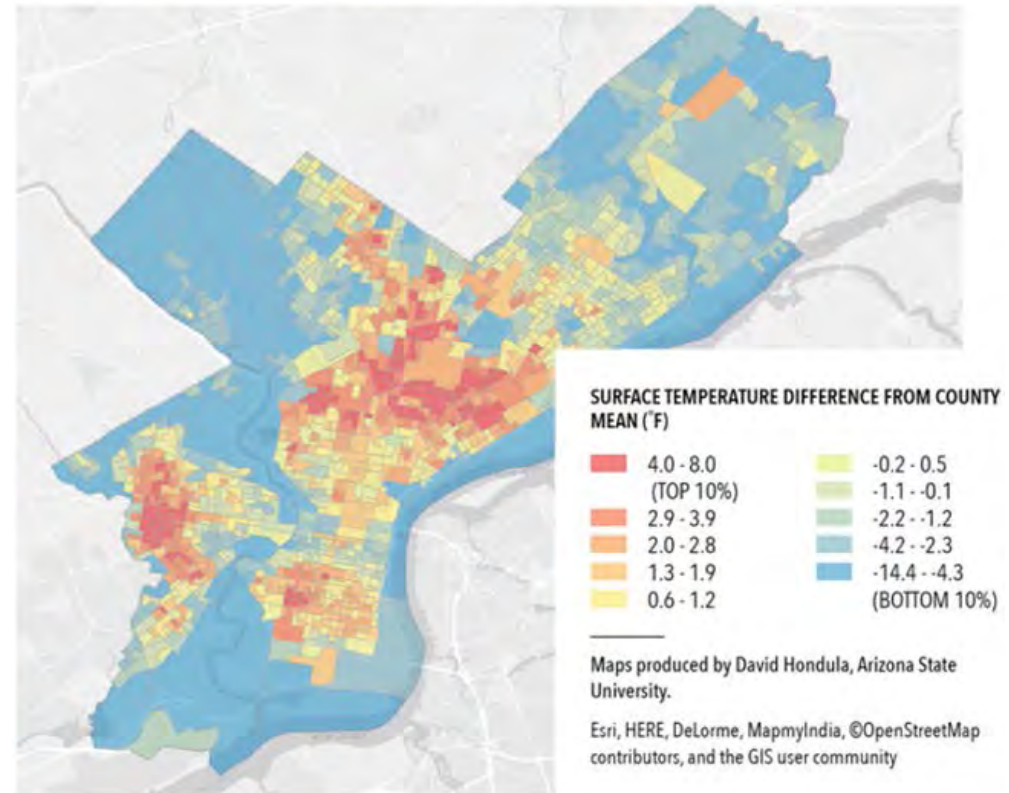 SURFACE TEMPERATURE DIFFERENCE FROM COUNTY
MEAN (°F)
4.0 - 8.0
(TOP 10%)
2.9 - 3.9
2.0 - 2.8
1.3 - 1.9
0.6 - 1.2
-0.2 - 0.5
-1.1 - -0.1
-2.2 - -1.2
-4.2 - -2.3
-14.4 - -4.3
(BOTTOM 10%)
Maps produced by David Hondula, Arizona State
University.
Esri, HERE, DeLorme, MapmyIndia, ©OpenStreetMap
contributors, and the GIS user community